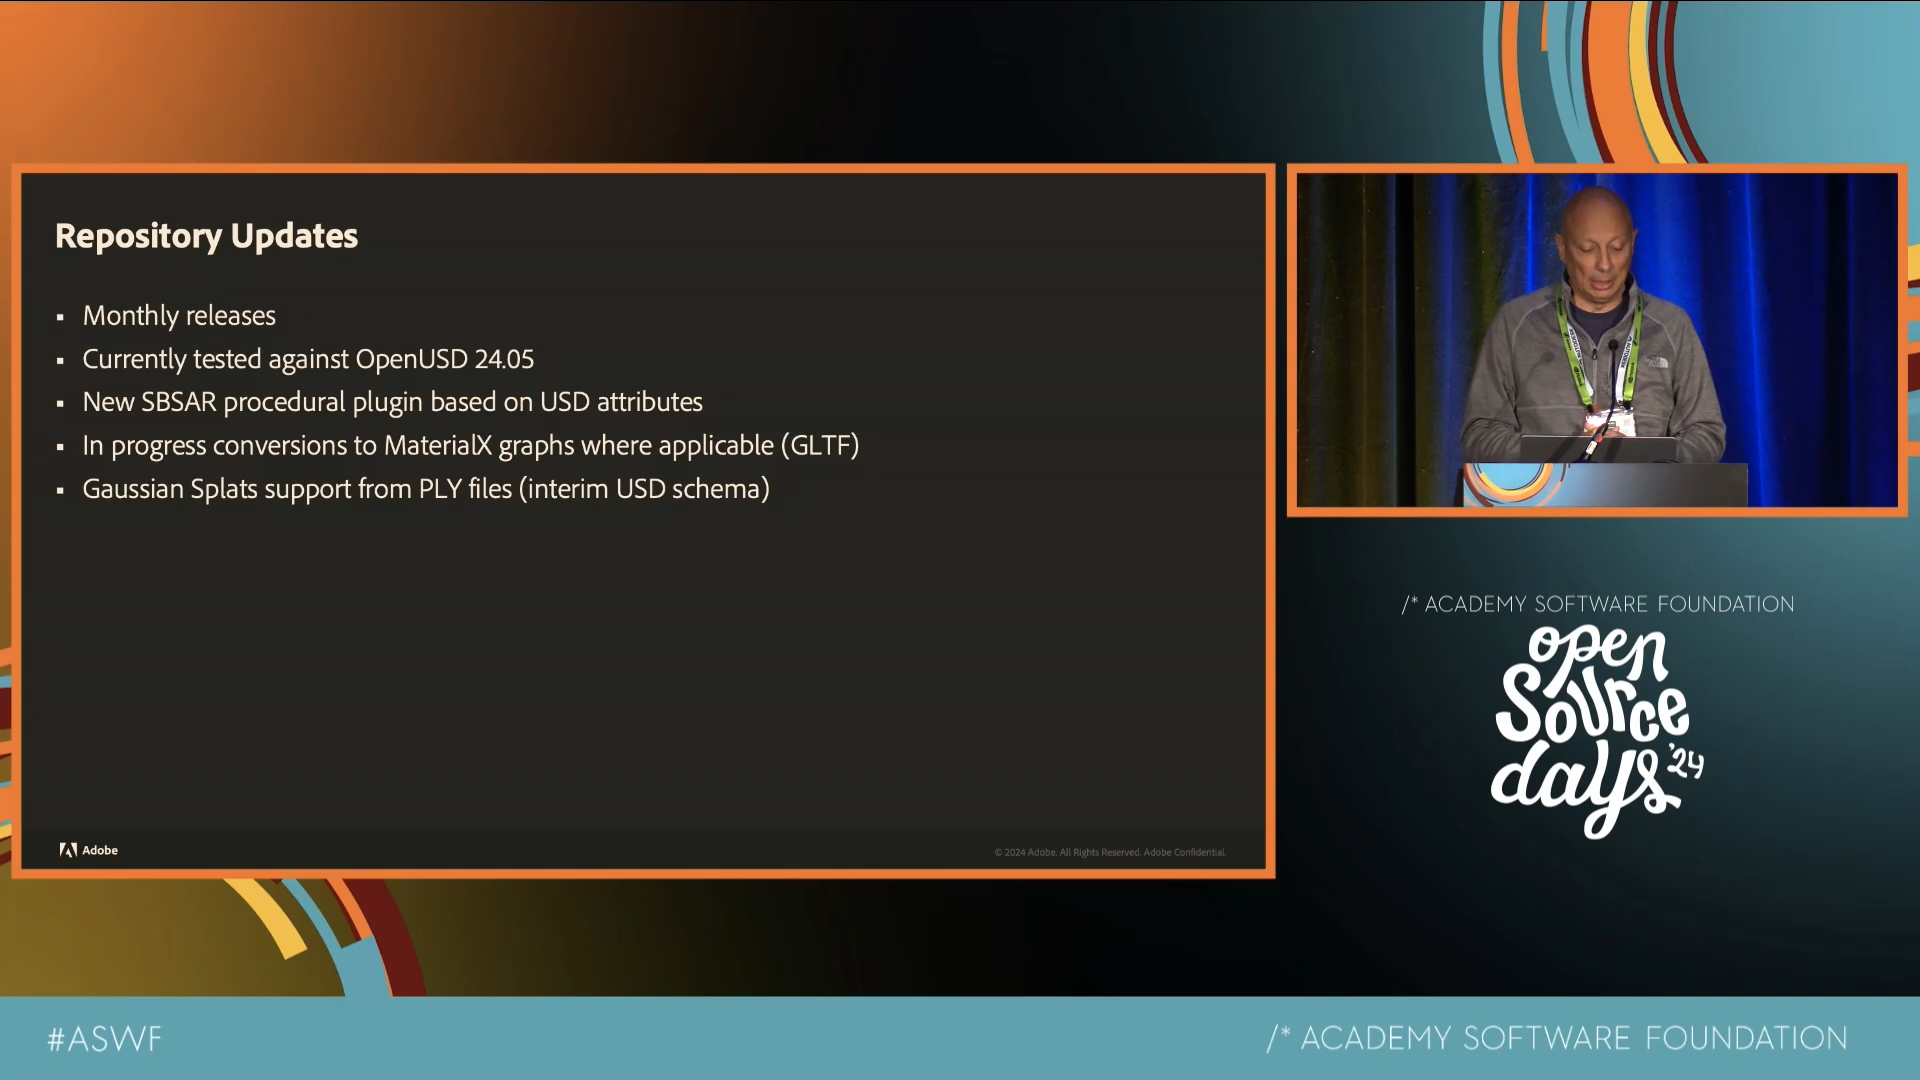 Repository Updates
▪ Monthly releases
▪ Currently tested against OpenUSD 24.05
▪ New SBSAR procedural plugin based on USD attributes
▪ In progress conversions to MaterialX graphs where applicable (GLTF)
▪ Gaussian Splats support from PLY files (interim USD schema)
Adobe
© 2024 Adobe. All Rights Reserved. Adobe Confidential.
/* ACADEMY SOFTWARE FOUNDATION
open
Source
days '24
#ASWF
/* ACADEMY SOFTWARE FOUNDATION